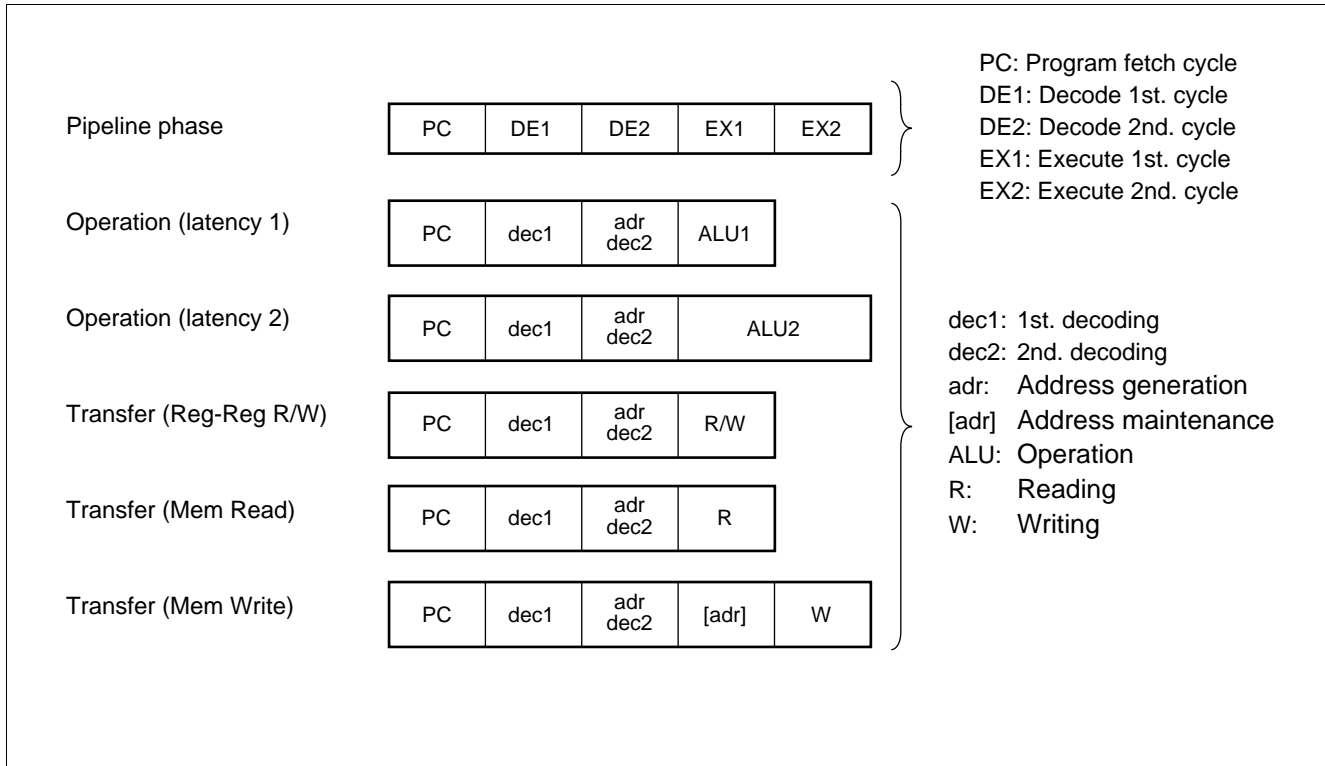 PC: Program fetch cycle
DE1: Decode 1st. cycle
DE2: Decode 2nd. cycle
EX1: Execute 1st. cycle
EX2: Execute 2nd. cycle
Pipeline phase
PC DE1 DE2 EX1 EX2
Operation (latency 1)
PC dec1 adr dec2 ALU1
Operation (latency 2)
PC dec1 adr dec2 ALU2
Transfer (Reg-Reg R/W)
PC dec1 adr dec2 R/W
Transfer (Mem Read)
PC dec1 adr dec2 R
Transfer (Mem Write)
PC dec1 adr dec2 [adr] W
dec1: 1st. decoding
dec2: 2nd. decoding
adr: Address generation
[adr] Address maintenance
ALU: Operation
R: Reading
W: Writing